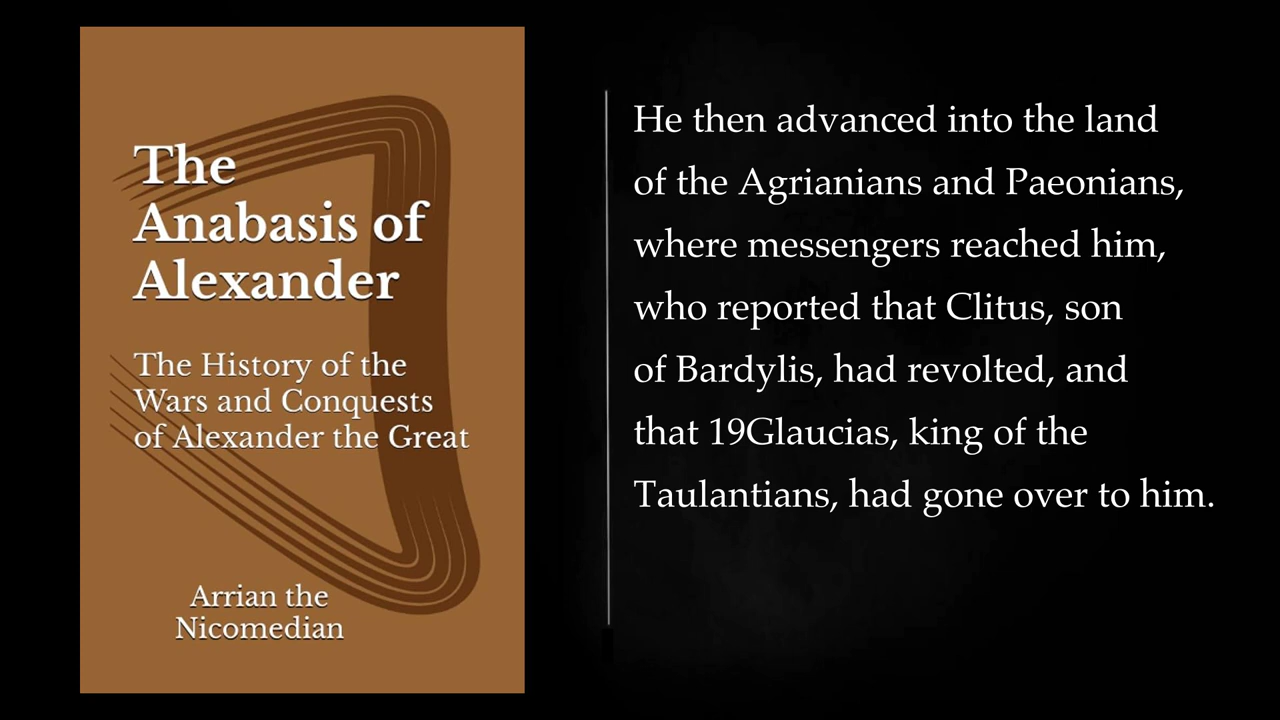 The
Anabasis of
Alexander
The History of the
Wars and Conquests
of Alexander the Great
Arrian the
Nicomedian
He then advanced into the land
of the Agrianians and Paeonians,
where messengers reached him,
who reported that Clitus, son
of Bardylis, had revolted, and
that 19Glaucias, king of the
Taulantians, had gone over to him.